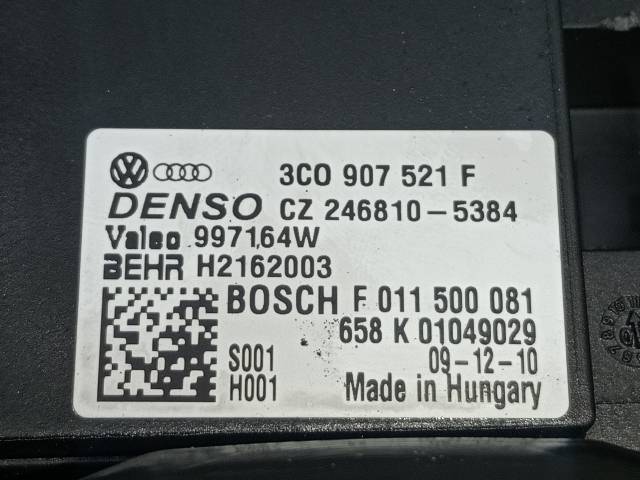 3C0 907 521 F
DENSO CZ 246810-5384
Valeo 997164W
BEHR H2162003
BOSCH F 011 500 081
658 K 01049029
S001 09-12-10
H001 Made in Hungary